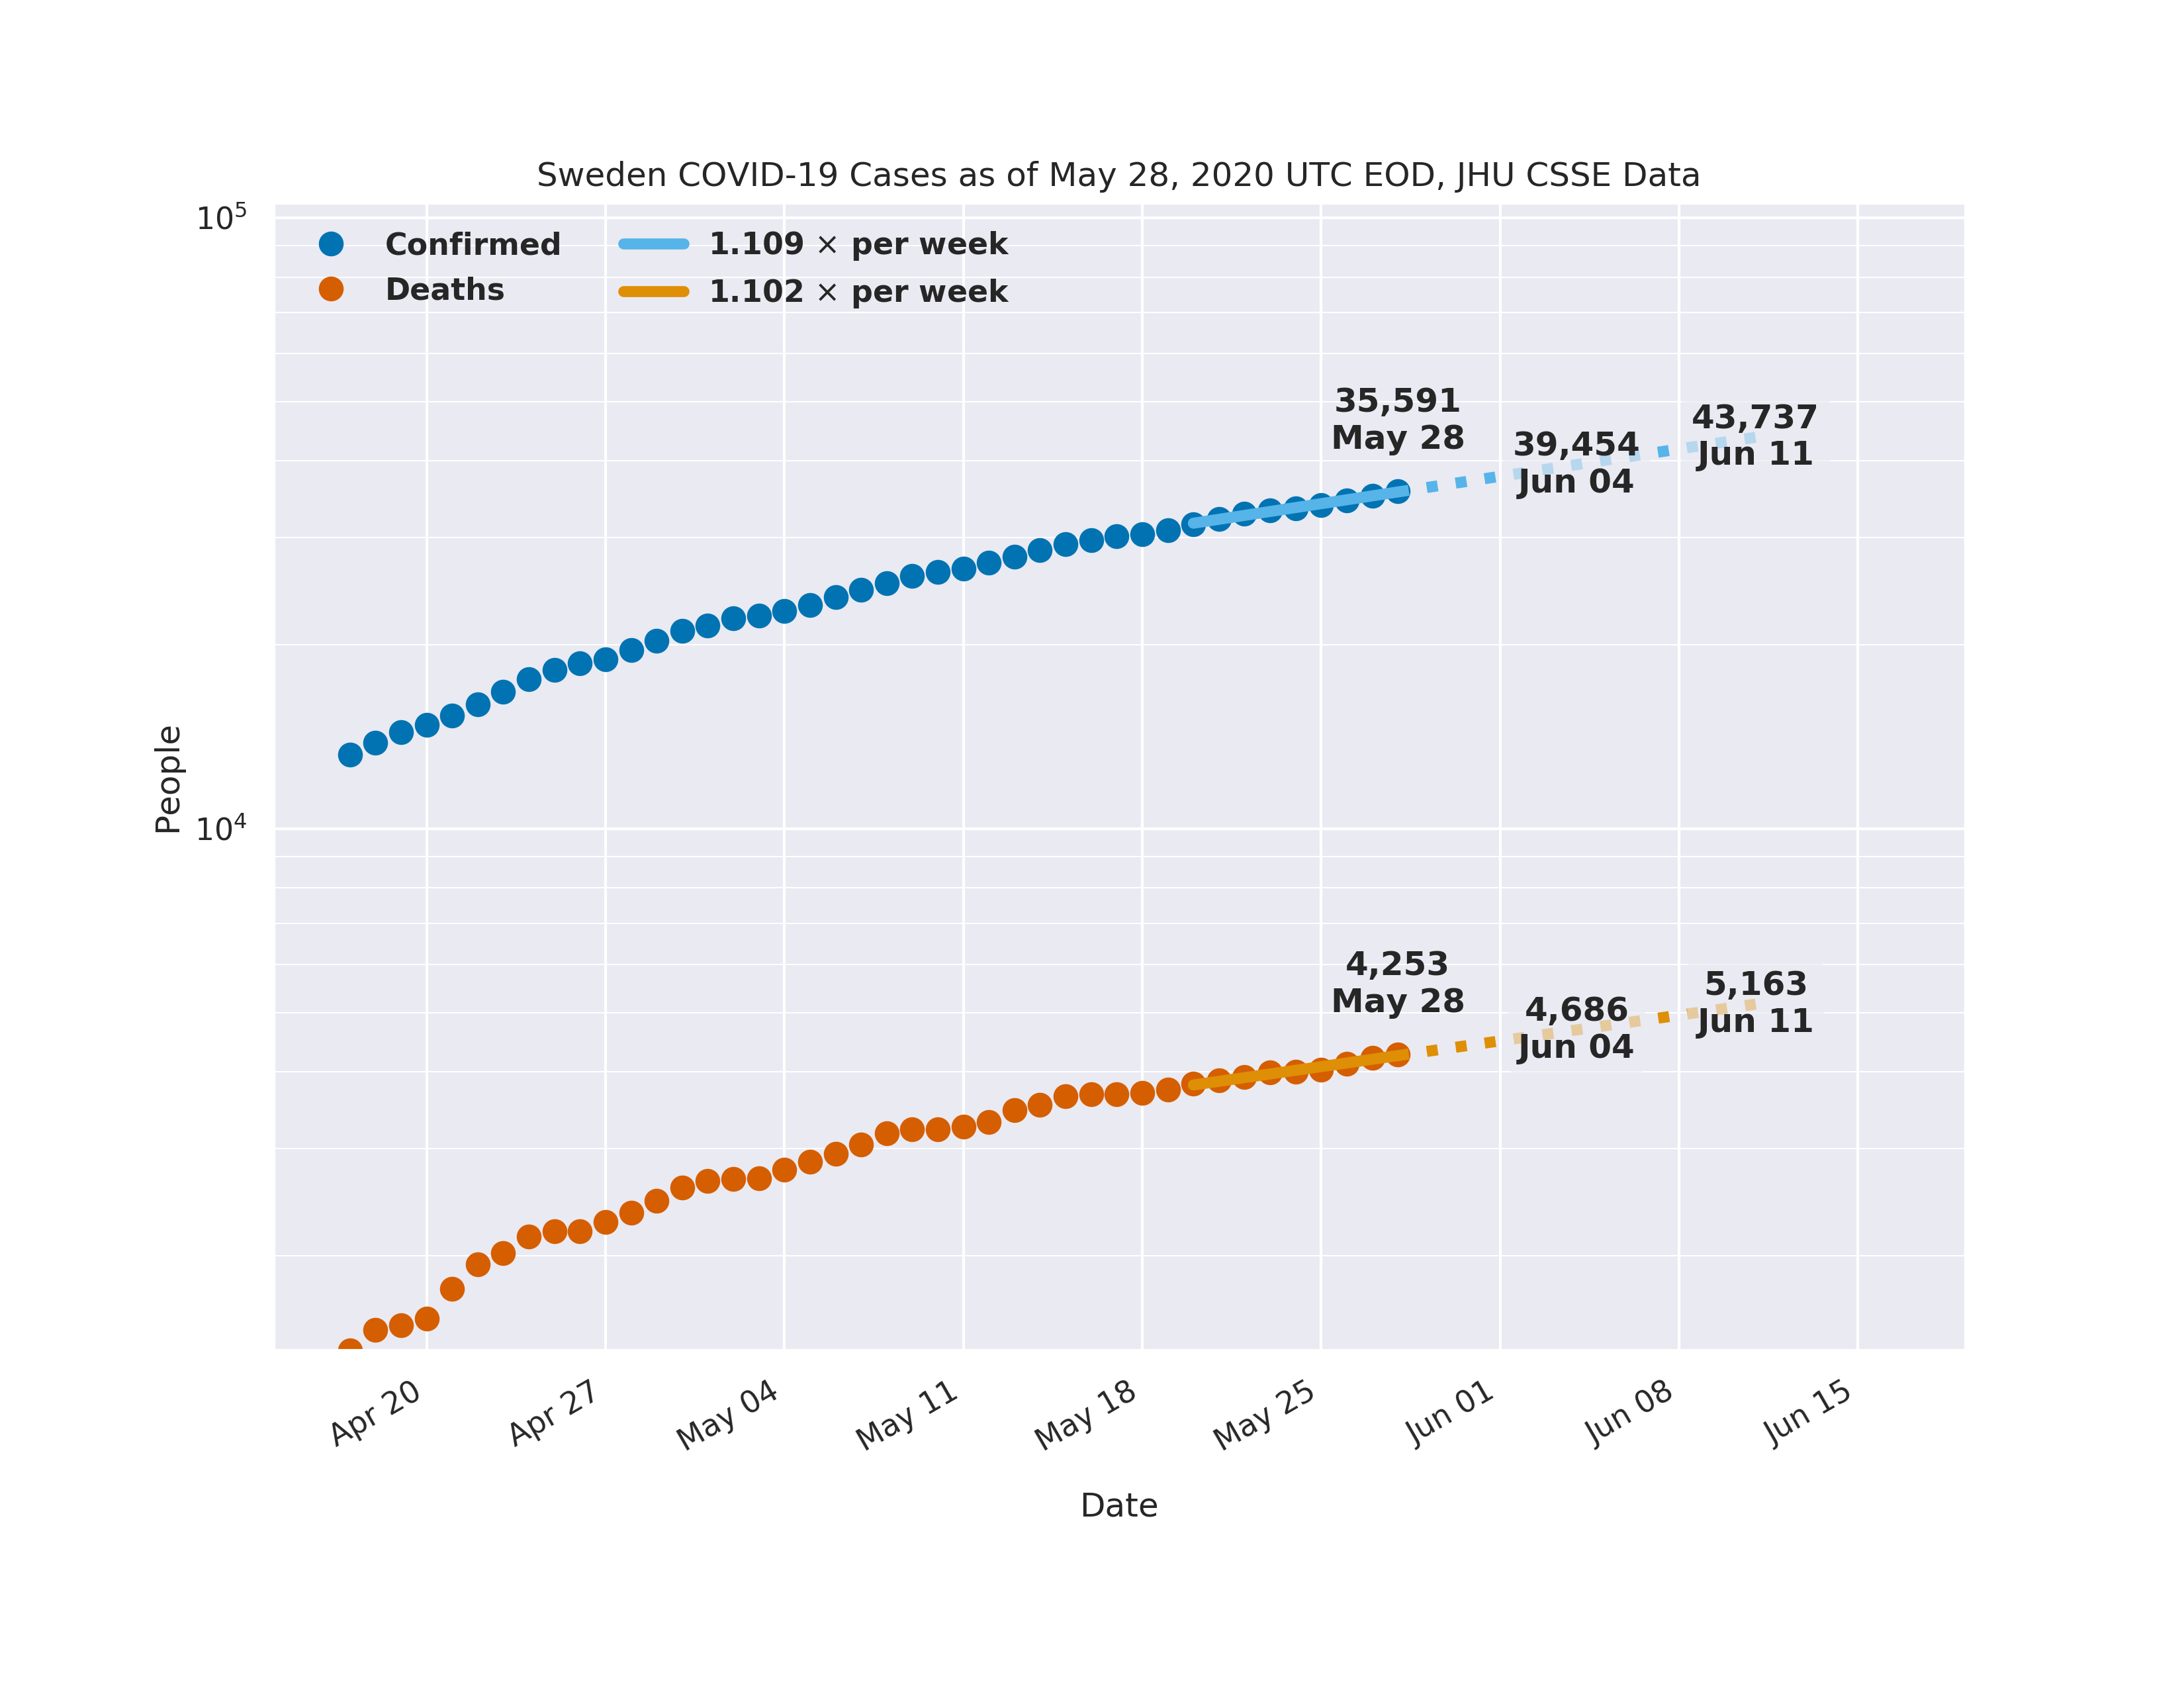 Sweden COVID-19 Cases as of May 28, 2020 UTC EOD, JHU CSSE Data
10⁵
Confirmed
Deaths
1.109 × per week
1.102 × per week
35,591
May 28
39,454
Jun 04
43,737
Jun 11
People
10⁴
4,253
May 28
4,686
Jun 04
5,163
Jun 11
Apr 20
Apr 27
May 04
May 11
May 18
May 25
Jun 01
Jun 08
Jun 15
Date